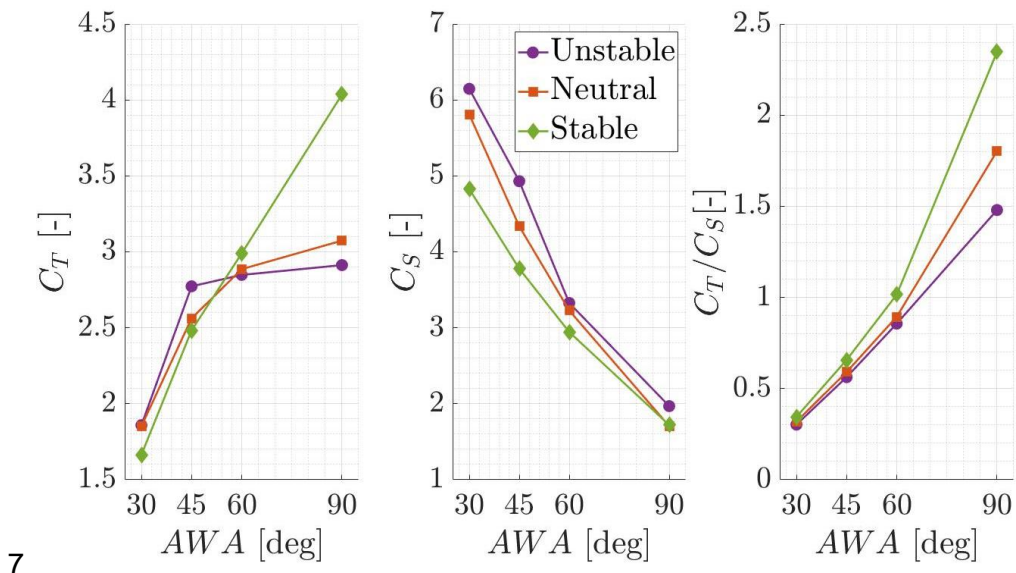 4.5
4
3.5
3
2.5
2
1.5
30 45 60 90
AWA [deg]
C_T [-]
7
6
5
4
3
2
1
30 45 60 90
AWA [deg]
C_S [-]
Unstable
Neutral
Stable
2.5
2
1.5
1
0.5
0
30 45 60 90
AWA [deg]
C_T/C_S [-]
7